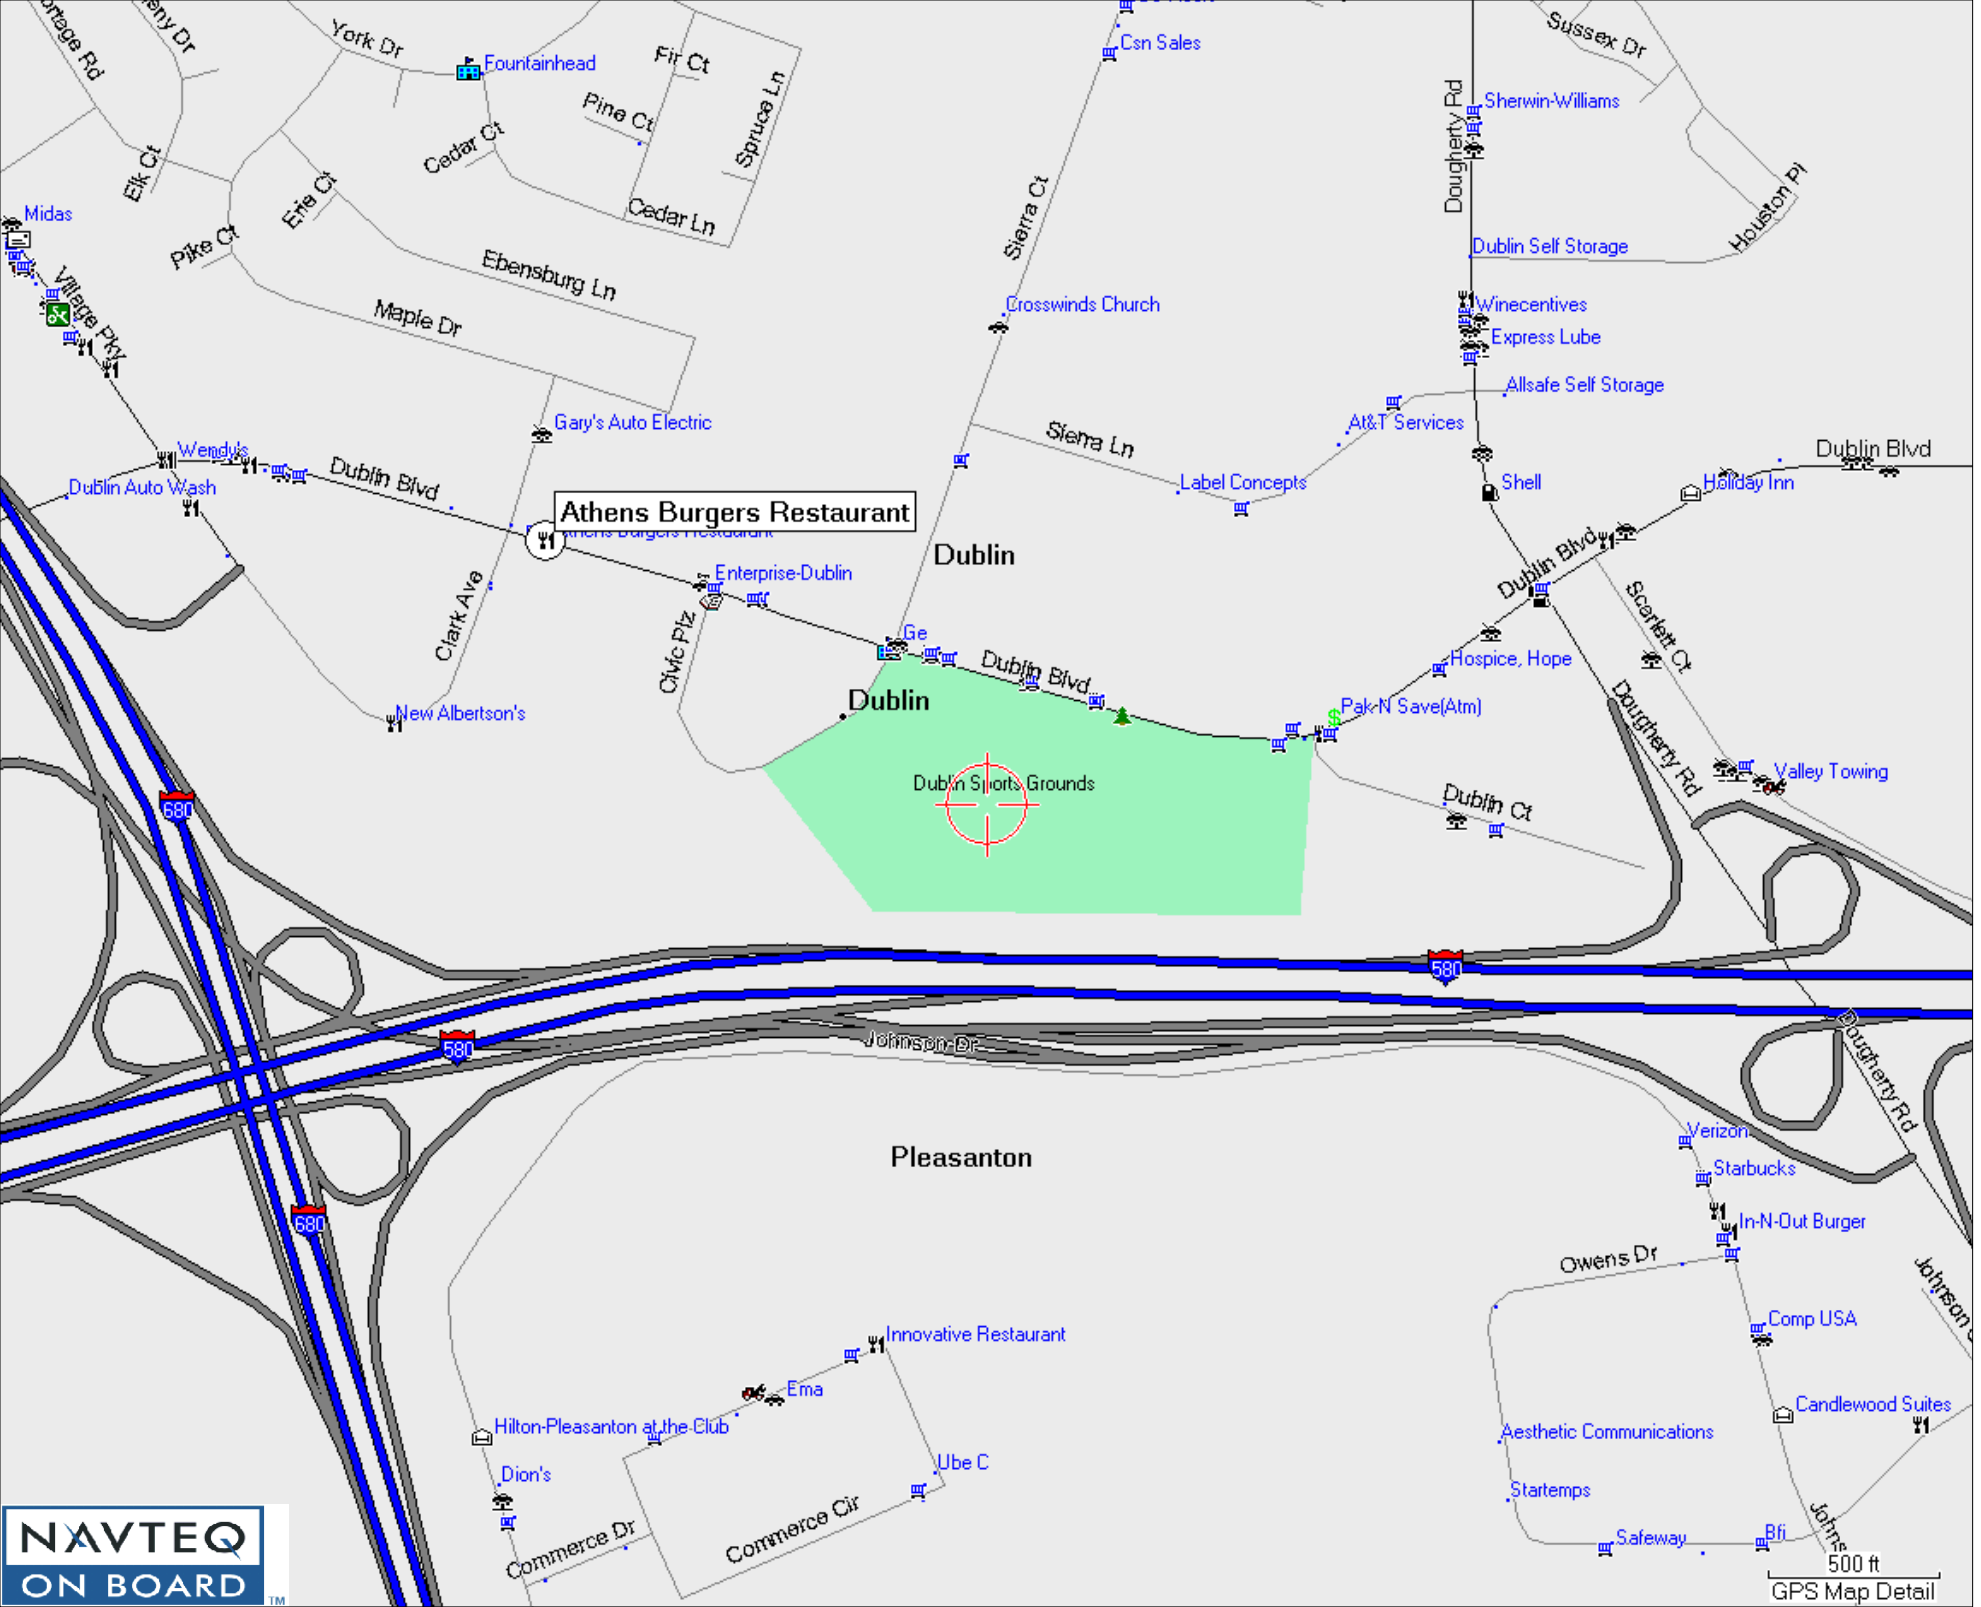 York Dr
Fountainhead
Fir Ct
Pine Ct
Spruce Ln
Csn Sales
Sussex Dr
Dougherty Rd
Sherwin-Williams
Elk Ct
Cedar Ct
Erie Ct
Cedar Ln
Sierra Ct
Houston Pl
Midas
Pike Ct
Dublin Self Storage
Village Pky
Ebensburg Ln
Maple Dr
Crosswinds Church
Winecentives
Express Lube
Allsafe Self Storage
Gary's Auto Electric
At&T Services
Sierra Ln
Wendy's
Dublin Blvd
Dublin Blvd
Dublin Auto Wash
Label Concepts
Shell
Holiday Inn
Athens Burgers Restaurant
Athens Burgers Restaurant
Dublin
Dublin Blvd
Enterprise-Dublin
Clark Ave
Civic Plz
Scarlett Ct
Ge
Dublin Blvd
Hospice, Hope
Dublin
New Albertson's
Pak-N Save(Atm)
Dougherty Rd
Dublin Sports Grounds
Valley Towing
Dublin Ct
680
580
580
Johnson Dr
Dougherty Rd
Pleasanton
Verizon
Starbucks
680
In-N-Out Burger
Owens Dr
Comp USA
Innovative Restaurant
Ema
Candlewood Suites
Hilton-Pleasanton at the Club
Aesthetic Communications
Dion's
Ube C
Startemps
Commerce Dr
Commerce Cir
Safeway
Bfi
500 ft
GPS Map Detail
NAVTEQ
ON BOARD
TM